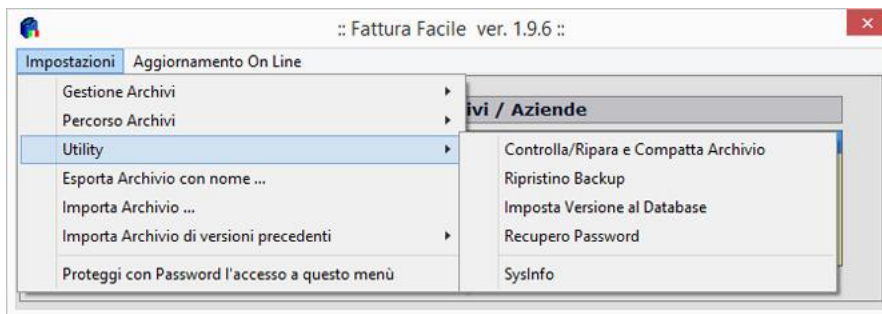 :: Fattura Facile ver. 1.9.6 ::
Impostazioni Aggiornamento On Line
Gestione Archivi
ivi / Aziende
Percorso Archivi
Utility
Controlla/Ripara e Compatta Archivio
Esporta Archivio con nome ...
Ripristino Backup
Importa Archivio ...
Imposta Versione al Database
Importa Archivio di versioni precedenti
Recupero Password
Proteggi con Password l'accesso a questo menù
SysInfo